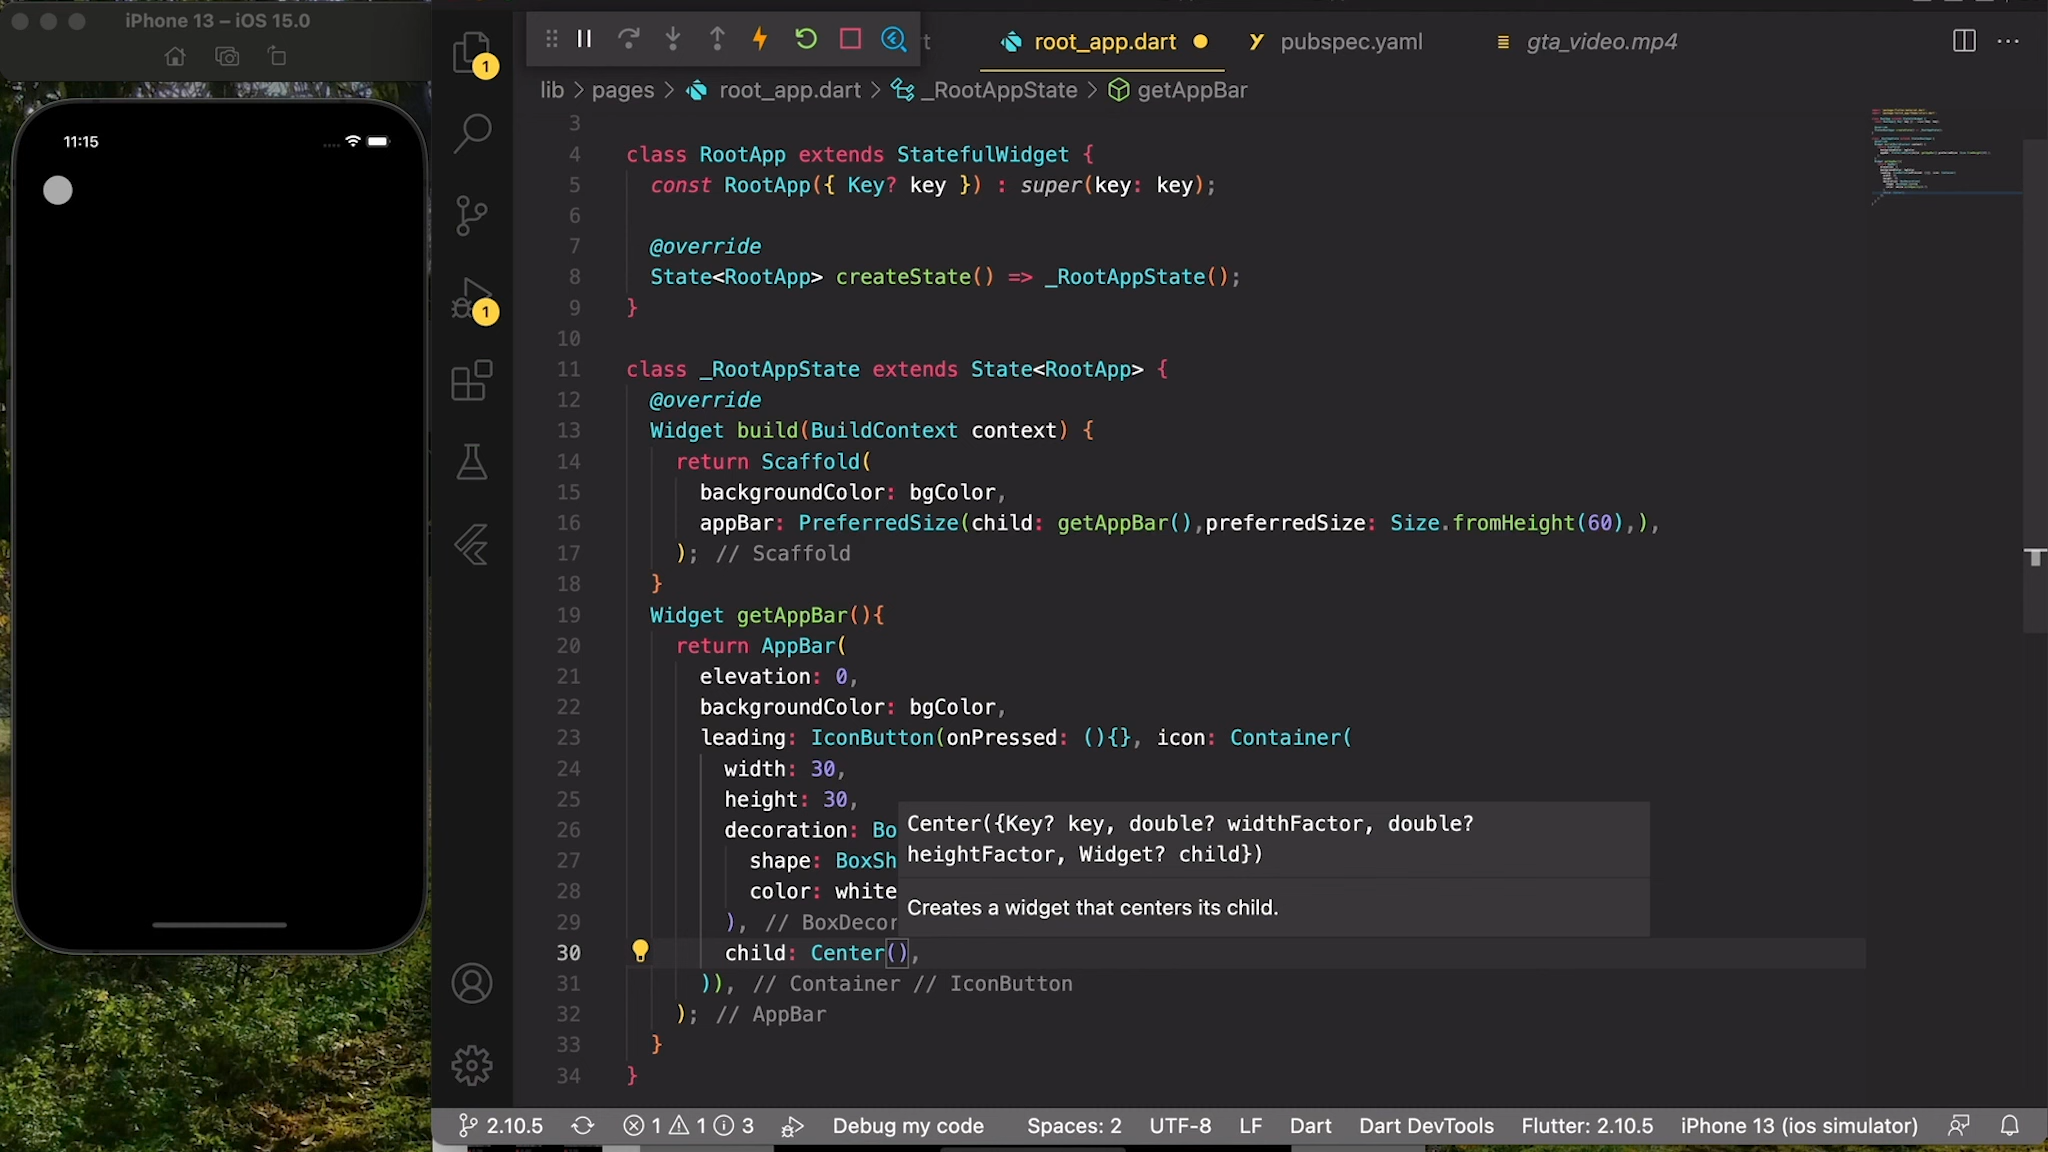 iPhone 13 – iOS 15.0
11:15
1
1
t
root_app.dart
pubspec.yaml
gta_video.mp4
lib > pages > root_app.dart > _RootAppState > getAppBar
3
4 class RootApp extends StatefulWidget {
5 const RootApp({ Key? key }) : super(key: key);
6
7 @override
8 State<RootApp> createState() => _RootAppState();
9 }
10
11 class _RootAppState extends State<RootApp> {
12 @override
13 Widget build(BuildContext context) {
14 return Scaffold(
15 backgroundColor: bgColor,
16 appBar: PreferredSize(child: getAppBar(),preferredSize: Size.fromHeight(60),),
17 ); // Scaffold
18 }
19 Widget getAppBar(){
20 return AppBar(
21 elevation: 0,
22 backgroundColor: bgColor,
23 leading: IconButton(onPressed: (){}, icon: Container(
24 width: 30,
25 height: 30,
26 decoration: Bo
27 shape: BoxSh
28 color: white
29 ), // BoxDecor
30 child: Center(),
31 )), // Container // IconButton
32 ); // AppBar
33 }
34 }
Center({Key? key, double? widthFactor, double?
heightFactor, Widget? child})
Creates a widget that centers its child.
2.10.5 1 1 3 Debug my code Spaces: 2 UTF-8 LF Dart Dart DevTools Flutter: 2.10.5 iPhone 13 (ios simulator)